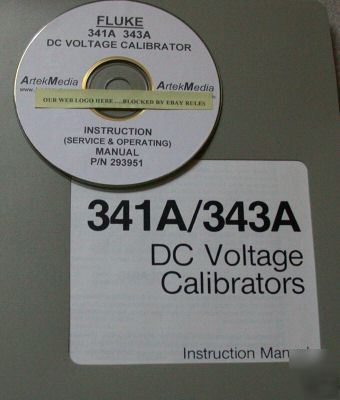 FLUKE
341A 343A
DC VOLTAGE CALIBRATOR
ArtekMedia ArtekMedia
OUR WEB LOGO HERE ....BLOCKED BY EBAY RULES
INSTRUCTION
(SERVICE & OPERATING)
MANUAL
P/N 293951
341A/343A
DC Voltage
Calibrators
Instruction Manual